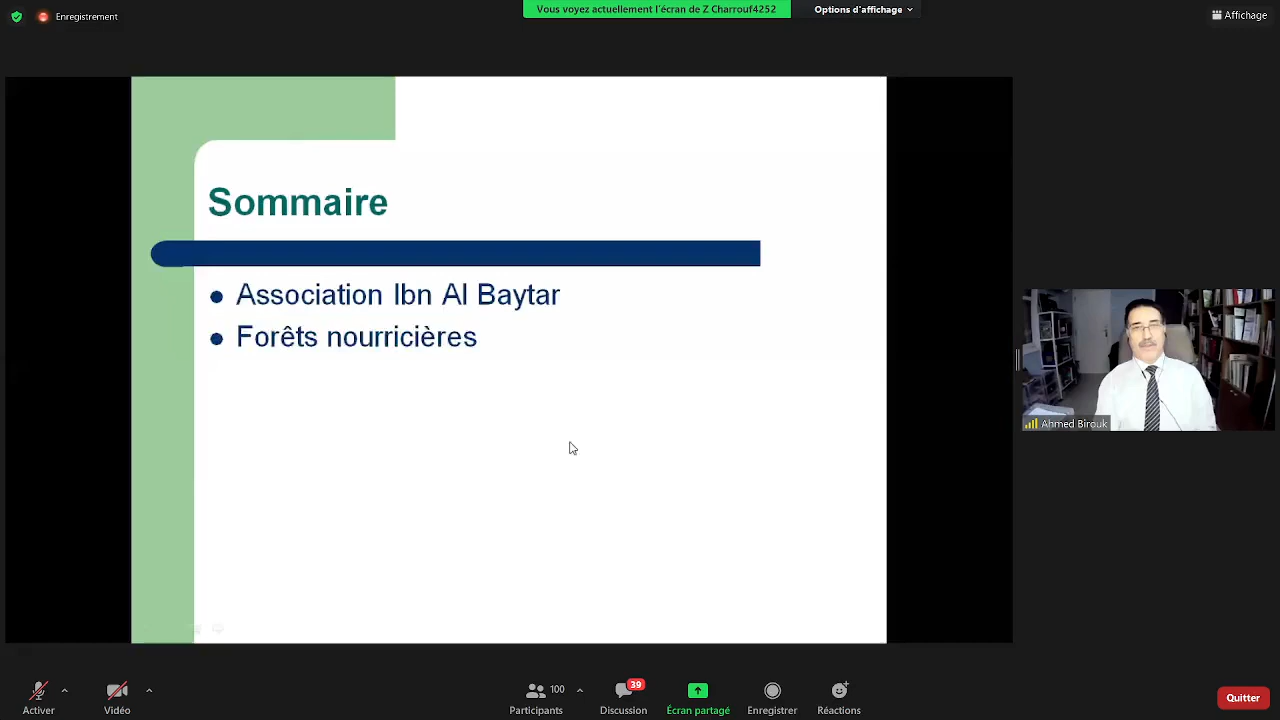 Enregistrement
Vous voyez actuellement l'écran de Z Charrouf4252
Options d'affichage
Affichage
Sommaire
Association Ibn Al Baytar
Forêts nourricières
Ahmed Birouk
Activer
Vidéo
100
Participants
39
Discussion
Écran partagé
Enregistrer
Réactions
Quitter